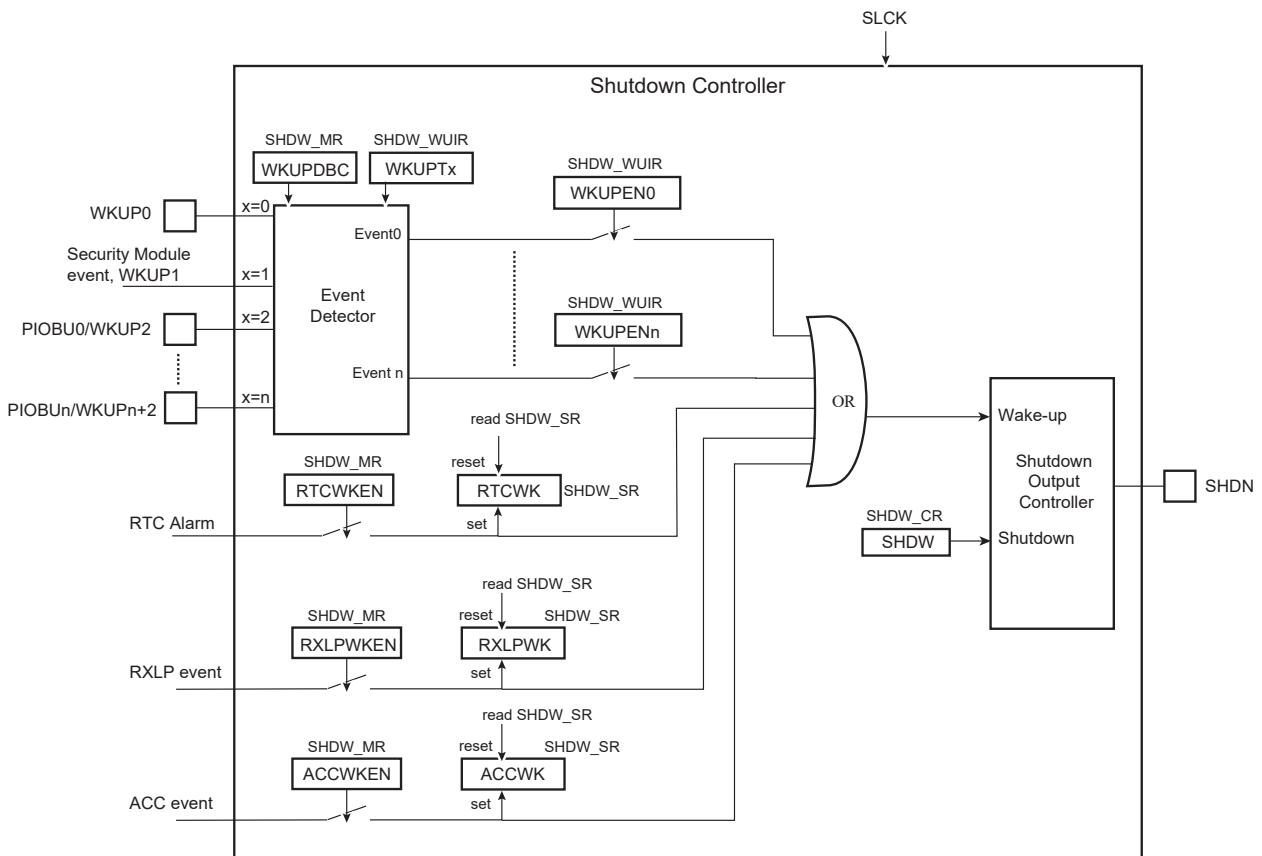 SLCK
Shutdown Controller
SHDW_MR
SHDW_WUIR
WKUPDBC
WKUPTx
SHDW_WUIR
WKUPEN0
WKUP0
x=0
Event0
Security Module
event, WKUP1
x=1
Event
Detector
SHDW_WUIR
WKUPENn
PIOBU0/WKUP2
x=2
Event n
PIOBUn/WKUPn+2
x=n
OR
Wake-up
Shutdown
Output
Controller
SHDN
SHDW_CR
SHDW
Shutdown
read SHDW_SR
SHDW_MR
reset
RTCWKEN
RTCWK
SHDW_SR
RTC Alarm
set
read SHDW_SR
SHDW_MR
reset
SHDW_SR
RXLPWKEN
RXLPWK
RXLP event
set
read SHDW_SR
SHDW_MR
reset
SHDW_SR
ACCWKEN
ACCWK
ACC event
set